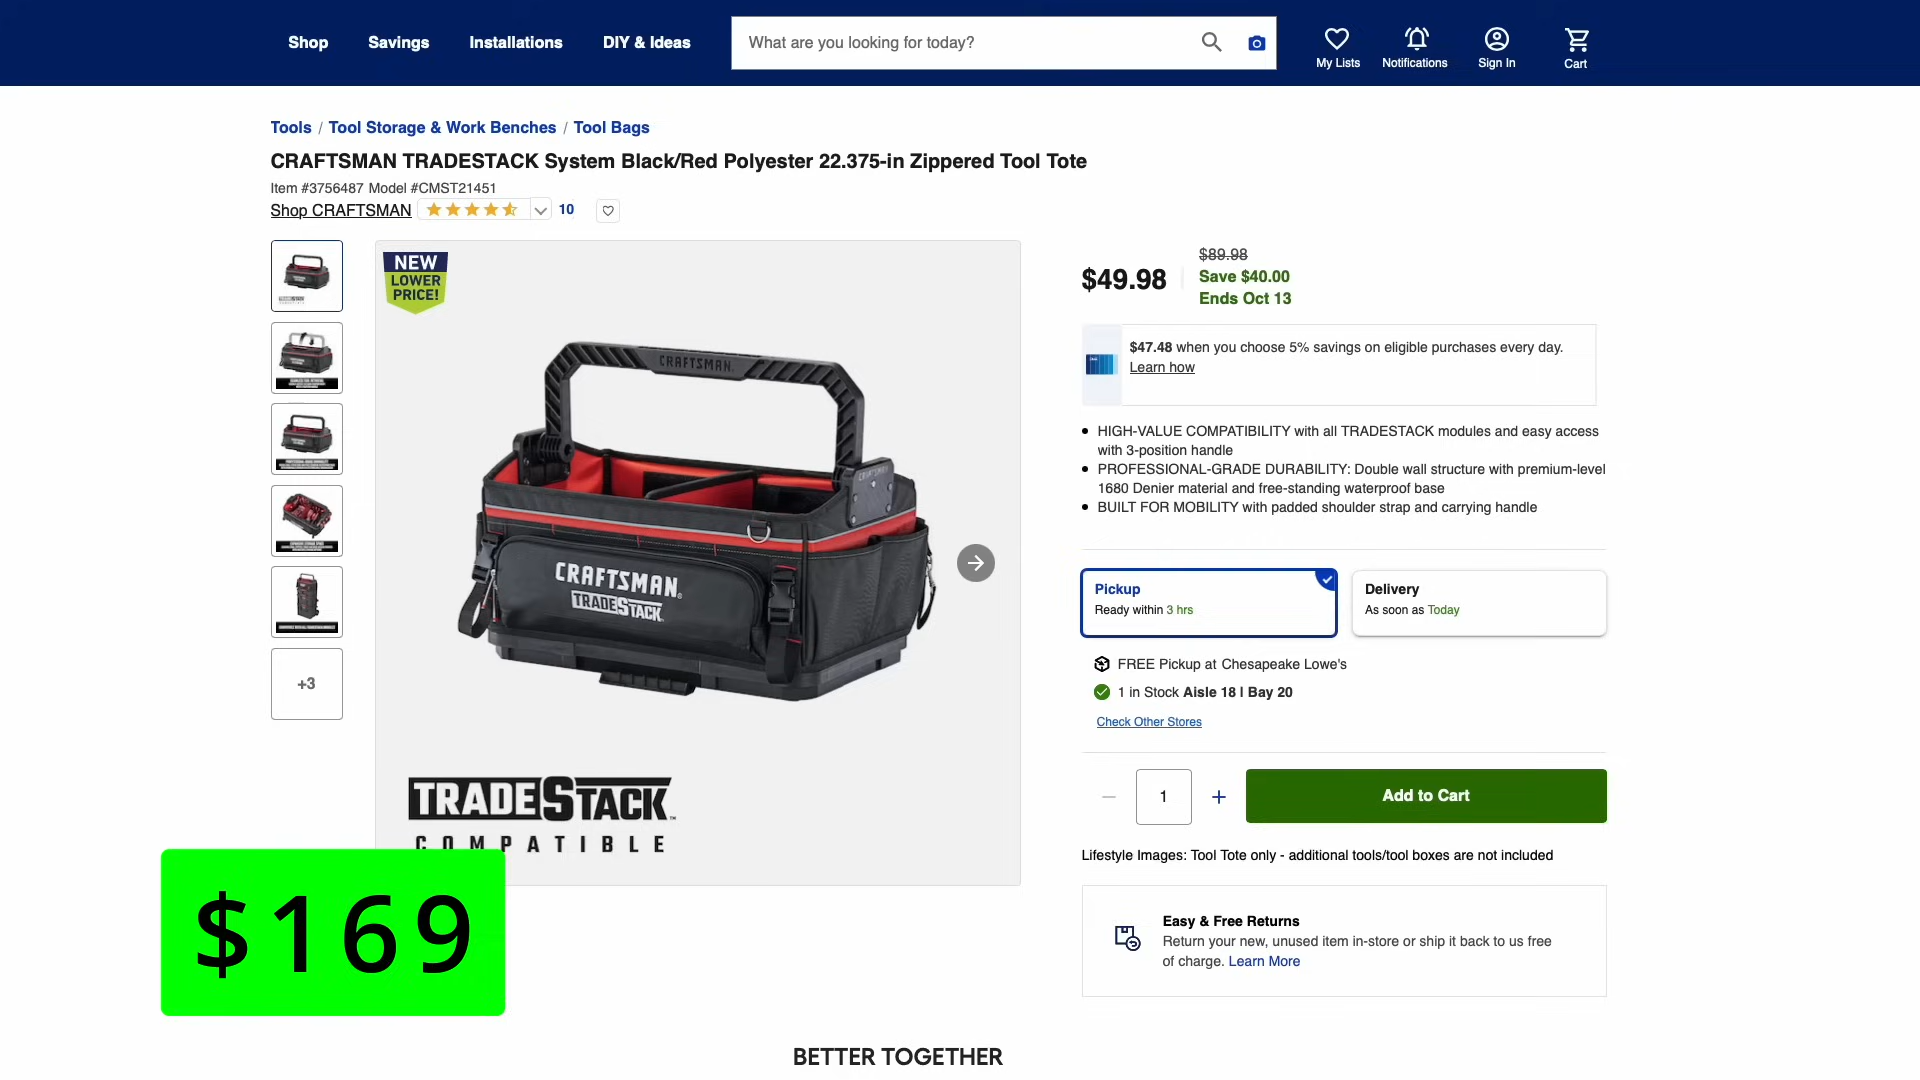 Shop
Savings
Installations
DIY & Ideas
What are you looking for today?
My Lists
Notifications
Sign In
Cart
Tools / Tool Storage & Work Benches / Tool Bags
CRAFTSMAN TRADESTACK System Black/Red Polyester 22.375-in Zippered Tool Tote
Item #3756487 Model #CMST21451
Shop CRAFTSMAN
10
NEW
LOWER
PRICE!
CRAFTSMAN
CRAFTSMAN
CRAFTSMAN
TRADESTACK
TRADESTACK™
COMPATIBLE
+3
$169
$49.98
$89.98
Save $40.00
Ends Oct 13
$47.48 when you choose 5% savings on eligible purchases every day.
Learn how
HIGH-VALUE COMPATIBILITY with all TRADESTACK modules and easy access
with 3-position handle
PROFESSIONAL-GRADE DURABILITY: Double wall structure with premium-level
1680 Denier material and free-standing waterproof base
BUILT FOR MOBILITY with padded shoulder strap and carrying handle
Pickup
Ready within 3 hrs
Delivery
As soon as Today
FREE Pickup at Chesapeake Lowe's
1 in Stock Aisle 18 | Bay 20
Check Other Stores
1
Add to Cart
Lifestyle Images: Tool Tote only - additional tools/tool boxes are not included
Easy & Free Returns
Return your new, unused item in-store or ship it back to us free
of charge. Learn More
BETTER TOGETHER